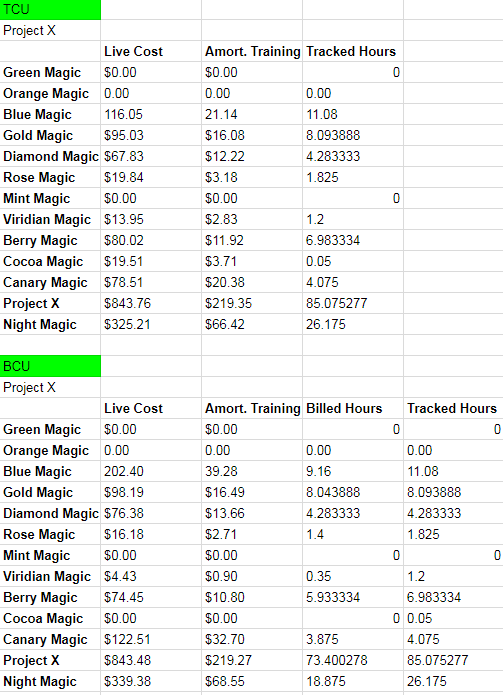 TCU
Project X
Live Cost Amort. Training Tracked Hours
Green Magic $0.00 $0.00 0
Orange Magic 0.00 0.00 0.00
Blue Magic 116.05 21.14 11.08
Gold Magic $95.03 $16.08 8.093888
Diamond Magic $67.83 $12.22 4.283333
Rose Magic $19.84 $3.18 1.825
Mint Magic $0.00 $0.00 0
Viridian Magic $13.95 $2.83 1.2
Berry Magic $80.02 $11.92 6.983334
Cocoa Magic $19.51 $3.71 0.05
Canary Magic $78.51 $20.38 4.075
Project X $843.76 $219.35 85.075277
Night Magic $325.21 $66.42 26.175
BCU
Project X
Live Cost Amort. Training Billed Hours Tracked Hours
Green Magic $0.00 $0.00 0 0
Orange Magic 0.00 0.00 0.00 0.00
Blue Magic 202.40 39.28 9.16 11.08
Gold Magic $98.19 $16.49 8.043888 8.093888
Diamond Magic $76.38 $13.66 4.283333 4.283333
Rose Magic $16.18 $2.71 1.4 1.825
Mint Magic $0.00 $0.00 0 0
Viridian Magic $4.43 $0.90 0.35 1.2
Berry Magic $74.45 $10.80 5.933334 6.983334
Cocoa Magic $0.00 $0.00 0 0.05
Canary Magic $122.51 $32.70 3.875 4.075
Project X $843.48 $219.27 73.400278 85.075277
Night Magic $339.38 $68.55 18.875 26.175